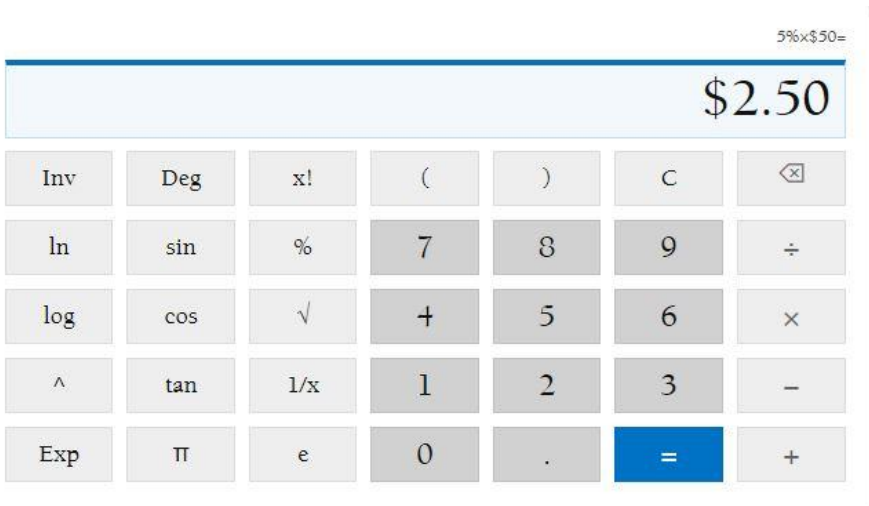 5%x$50=
$2.50
Inv Deg x! ( ) C
ln sin % 7 8 9 ÷
log cos √ 4 5 6 ×
^ tan 1/x 1 2 3 −
Exp π e 0 . = +